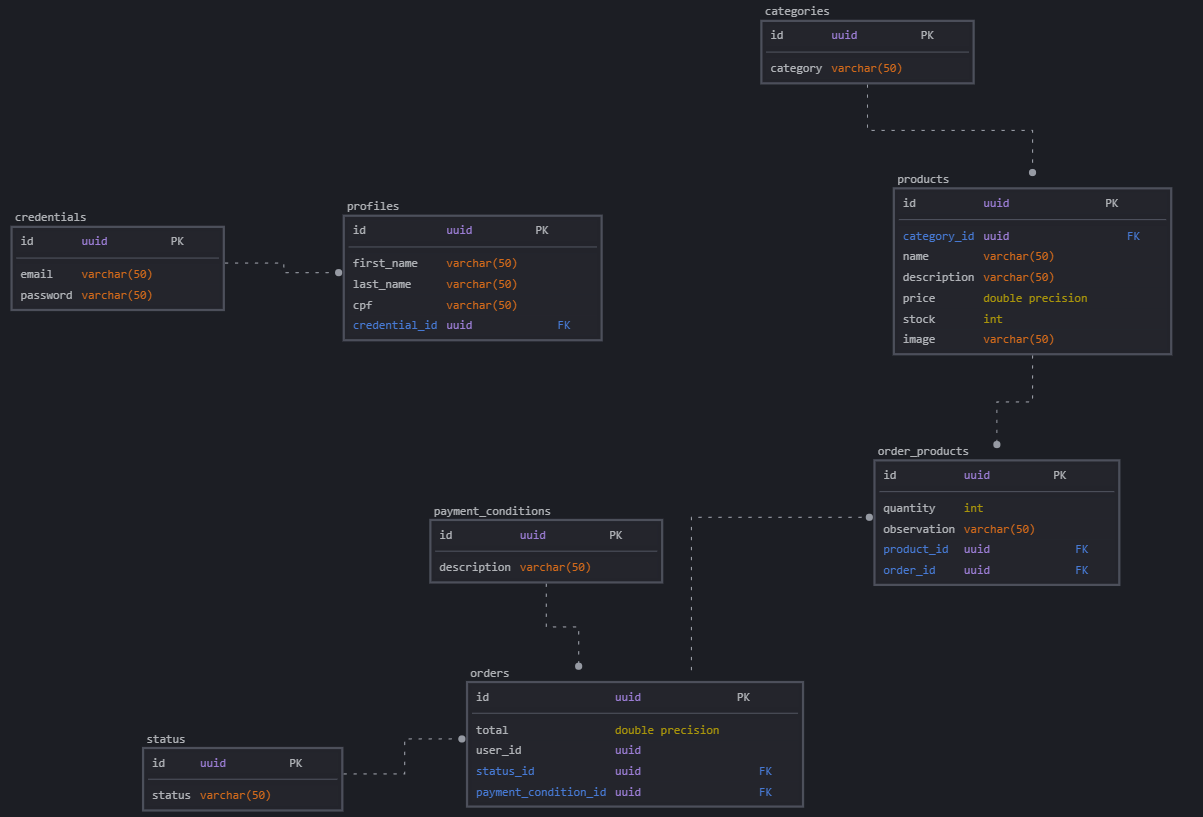 categories
id uuid PK
category varchar(50)
products
id uuid PK
category_id uuid FK
name varchar(50)
description varchar(50)
price double precision
stock int
image varchar(50)
credentials
id uuid PK
email varchar(50)
password varchar(50)
profiles
id uuid PK
first_name varchar(50)
last_name varchar(50)
cpf varchar(50)
credential_id uuid FK
order_products
id uuid PK
quantity int
observation varchar(50)
product_id uuid FK
order_id uuid FK
payment_conditions
id uuid PK
description varchar(50)
orders
id uuid PK
total double precision
user_id uuid
status_id uuid FK
payment_condition_id uuid FK
status
id uuid PK
status varchar(50)